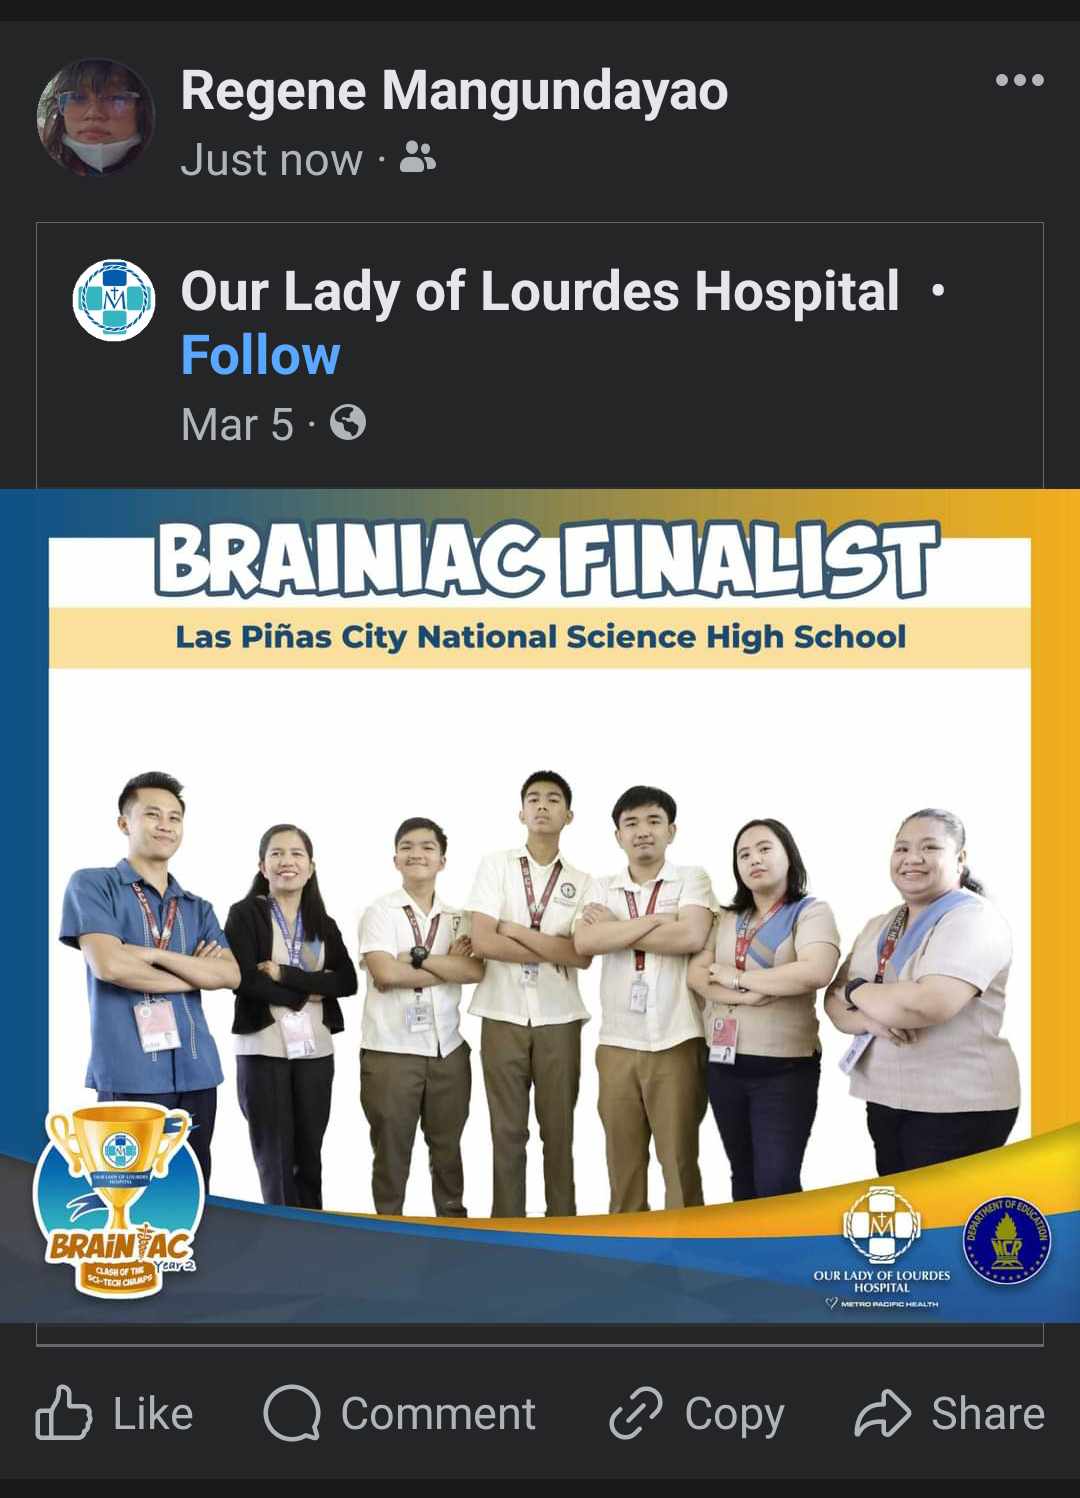 Regene Mangundayao
Just now ·
Our Lady of Lourdes Hospital •
Follow
Mar 5 ·
BRAINIAC FINALIST
Las Piñas City National Science High School
OUR LADY OF LOURDES
HOSPITAL
BRAINIAC
Year 2
CLASH OF THE
SCI-TECH CHAMPS
M
OUR LADY OF LOURDES
HOSPITAL
METRO PACIFIC HEALTH
DEPARTMENT OF EDUCATION
NCR
Like
Comment
Copy
Share